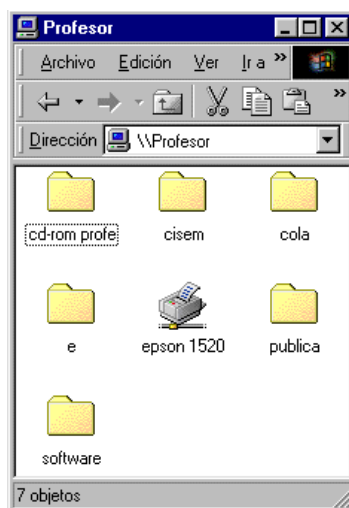 Profesor
Archivo Edición Ver Ir a »
»
Dirección \\Profesor
cd-rom profe cisem cola
e epson 1520 publica
software
7 objetos